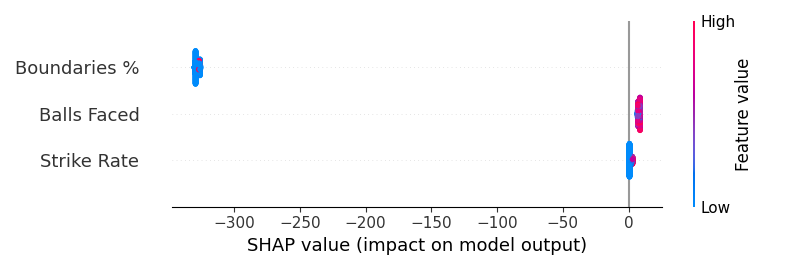 High
Boundaries %
Balls Faced
Strike Rate
Feature value
Low
−300 −250 −200 −150 −100 −50 0
SHAP value (impact on model output)